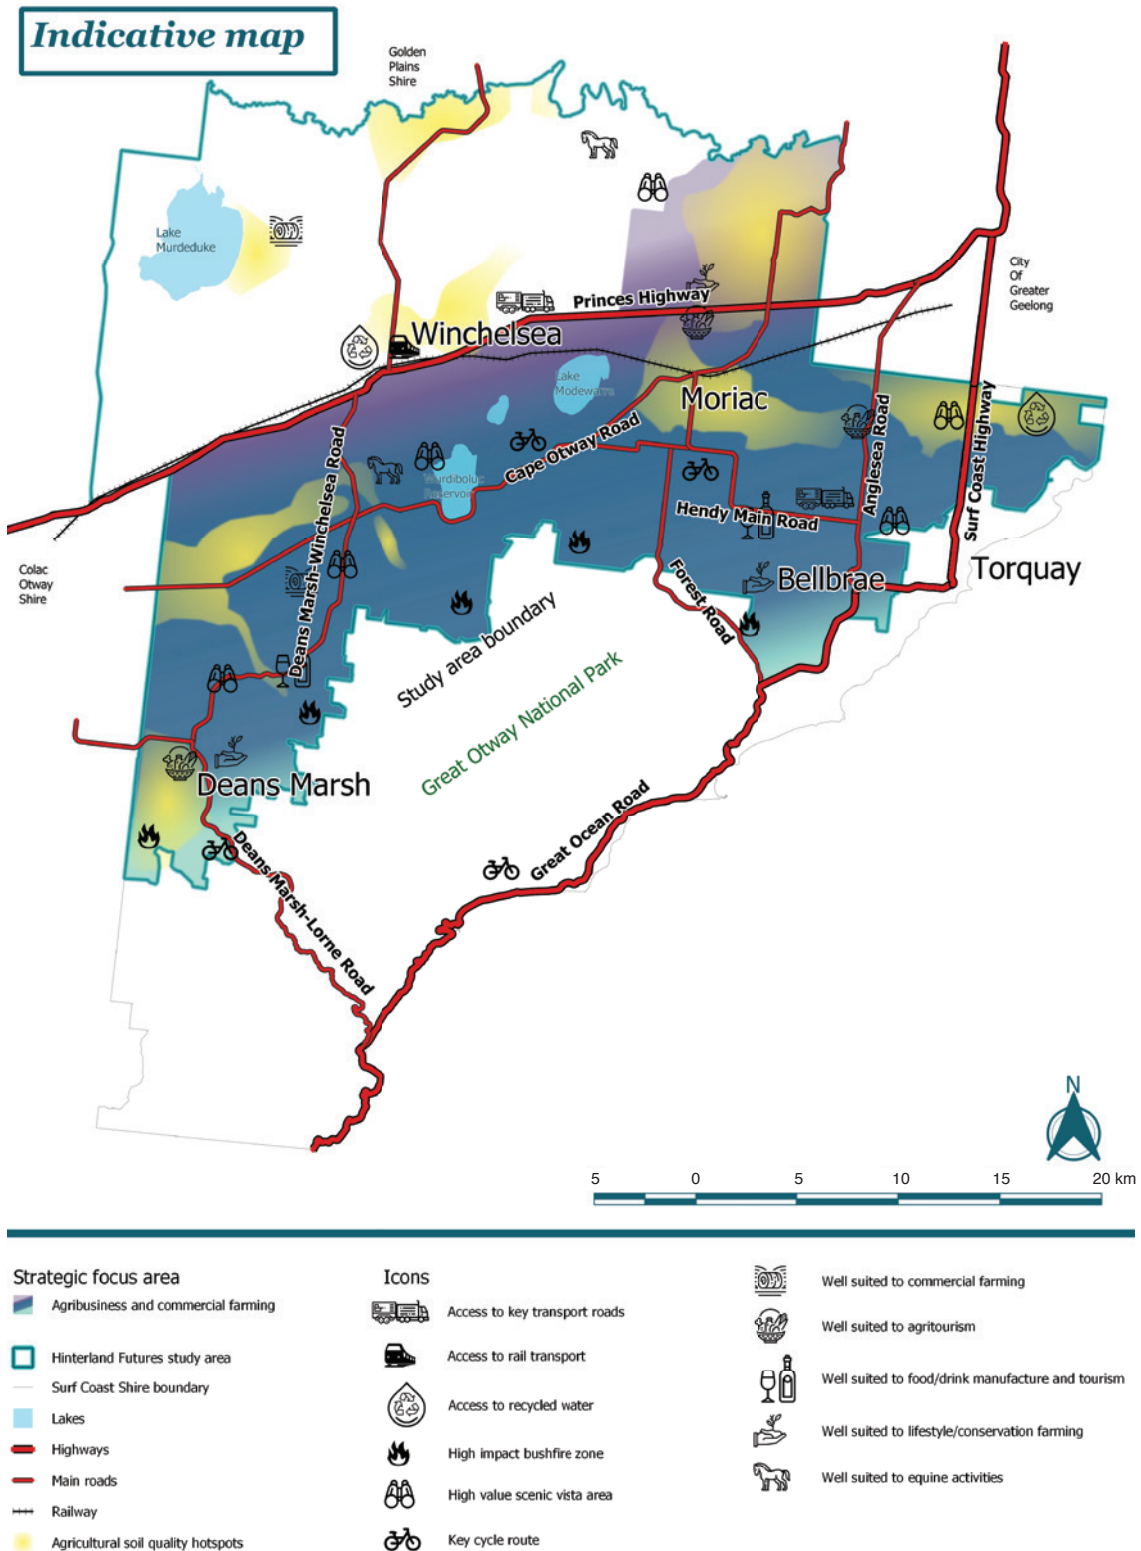 Indicative map
Golden
Plains
Shire
Lake
Murdeduke
City
Of
Greater
Geelong
Princes Highway
Winchelsea
Lake
Modewarre
Moriac
Cape Otway Road
Anglesea Road
Surf Coast Highway
Deans Marsh-Winchelsea Road
Reservoir
Hendy Main Road
Colac
Otway
Shire
Forest Road
Bellbrae
Torquay
Study area boundary
Great Otway National Park
Deans Marsh
Great Ocean Road
Deans Marsh-Lorne Road
N
5 0 5 10 15 20 km
Strategic focus area
Agribusiness and commercial farming
Hinterland Futures study area
Surf Coast Shire boundary
Lakes
Highways
Main roads
Railway
Agricultural soil quality hotspots
Icons
Access to key transport roads
Access to rail transport
Access to recycled water
High impact bushfire zone
High value scenic vista area
Key cycle route
Well suited to commercial farming
Well suited to agritourism
Well suited to food/drink manufacture and tourism
Well suited to lifestyle/conservation farming
Well suited to equine activities